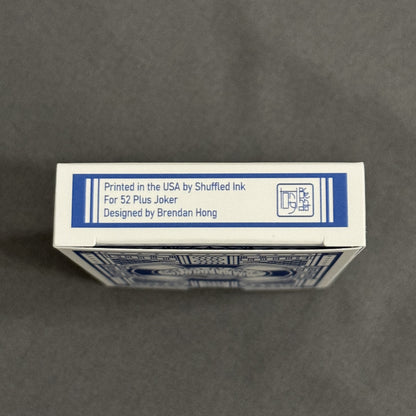 Printed in the USA by Shuffled Ink
For 52 Plus Joker
Designed by Brendan Hong